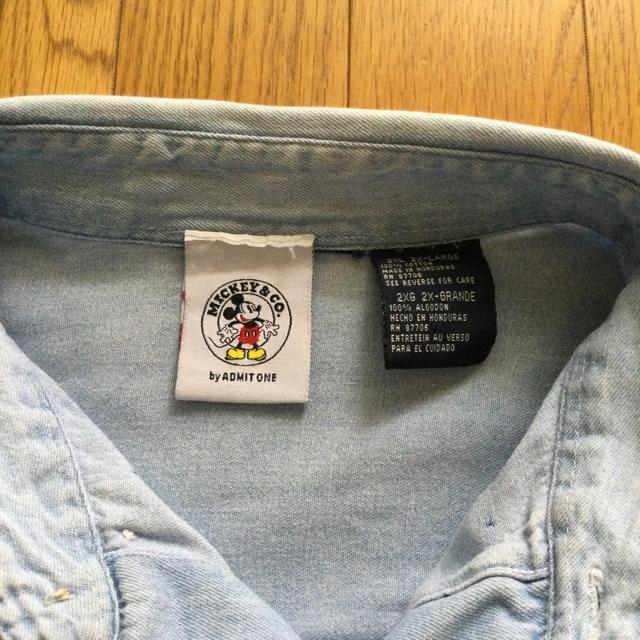 MICKEY & CO.
by ADMIT ONE
2XL 2X-LARGE
100% COTTON
MADE IN HONDURAS
RN 87706
SEE REVERSE FOR CARE
2XG 2X-GRANDE
100% ALGODON
HECHO EN HONDURAS
RH 87706
ENTRETEIN AU VERSO
PARA EL CUIDADO